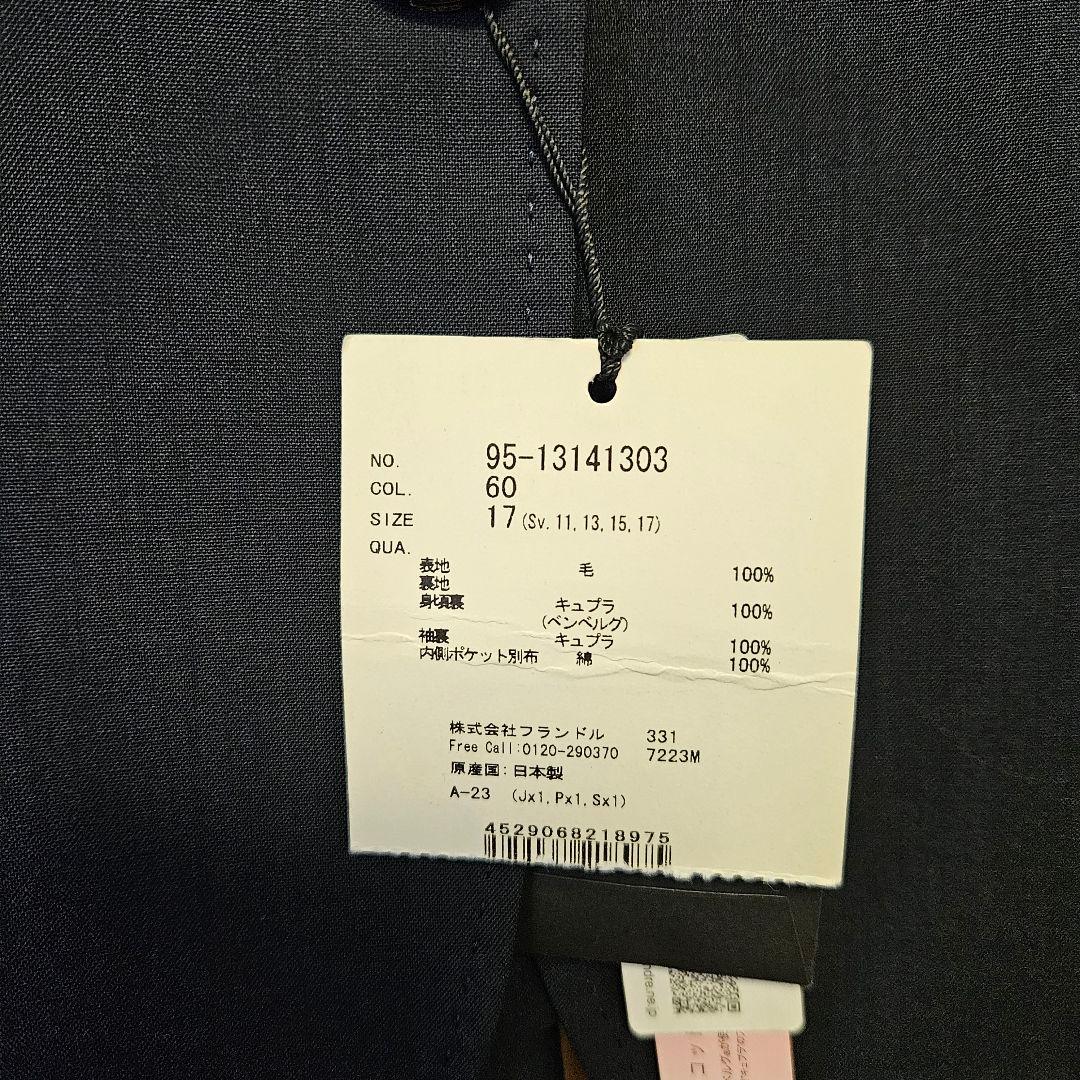 NO. 95-13141303
COL. 60
SIZE 17 (Sv. 11, 13, 15, 17)
QUA.
表地 毛 100%
裏地
身頃裏 キュプラ 100%
(ベンベルグ)
袖裏 キュプラ 100%
内側ポケット別布 綿 100%
株式会社フランドル 331
Free Call:0120-290370 7223M
原産国:日本製
A-23 (Jx1,Px1,Sx1)
4529068218975
ndre.ne.jp